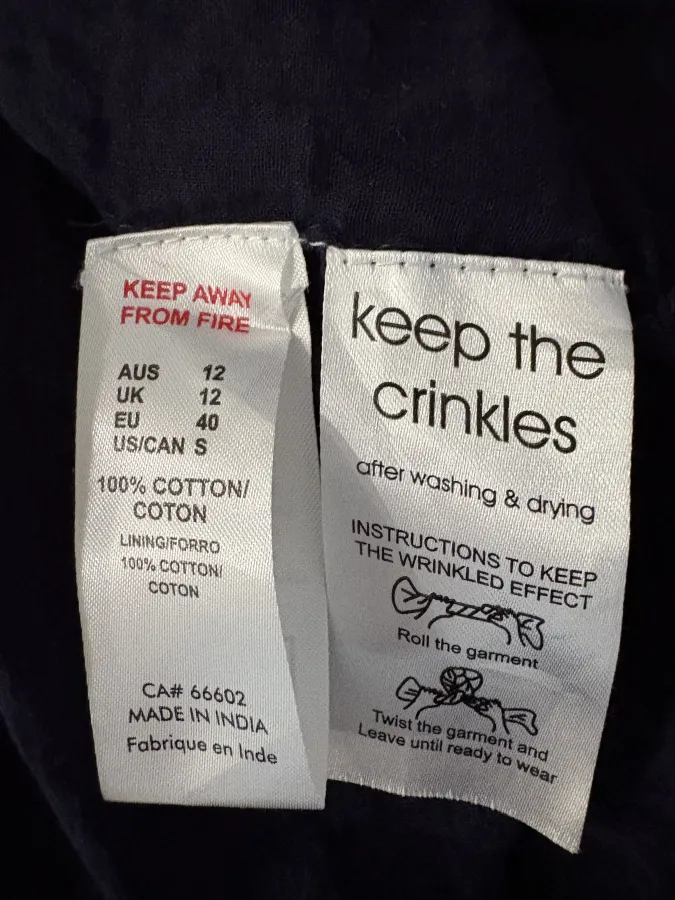 KEEP AWAY
FROM FIRE
AUS 12
UK 12
EU 40
US/CAN S
100% COTTON/
COTON
LINING/FORRO
100% COTTON/
COTON
CA# 66602
MADE IN INDIA
Fabrique en Inde
keep the
crinkles
after washing & drying
INSTRUCTIONS TO KEEP
THE WRINKLED EFFECT
Roll the garment
Twist the garment and
Leave until ready to wear